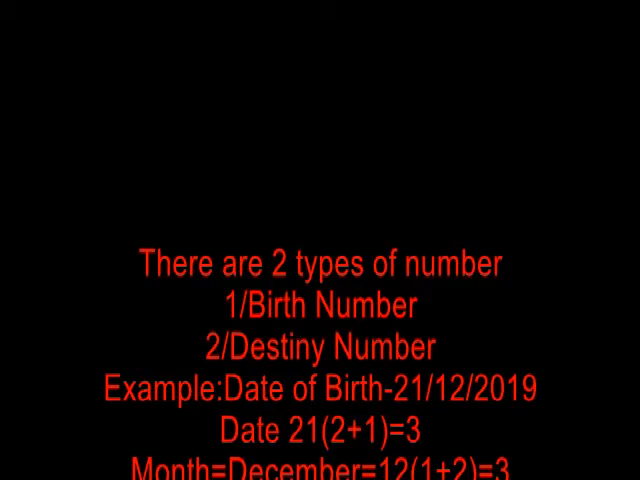 There are 2 types of number
1/Birth Number
2/Destiny Number
Example:Date of Birth-21/12/2019
Date 21(2+1)=3
Month=December=12(1+2)=3